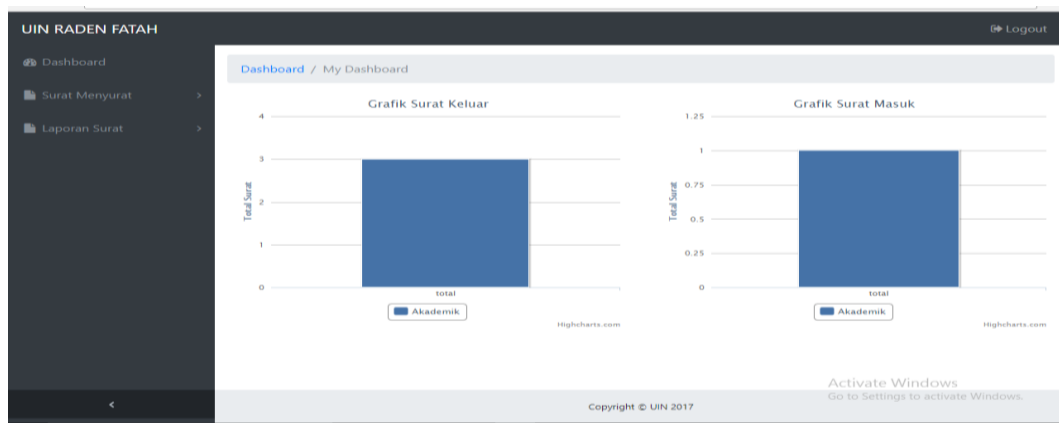 UIN RADEN FATAH
Logout
Dashboard
Surat Menyurat
Laporan Surat
Dashboard / My Dashboard
Grafik Surat Keluar
4
3
2
1
0
Total Surat
total
Akademik
Highcharts.com
Grafik Surat Masuk
1.25
1
0.75
0.5
0.25
0
Total Surat
total
Akademik
Highcharts.com
Activate Windows
Go to Settings to activate Windows.
Copyright © UIN 2017